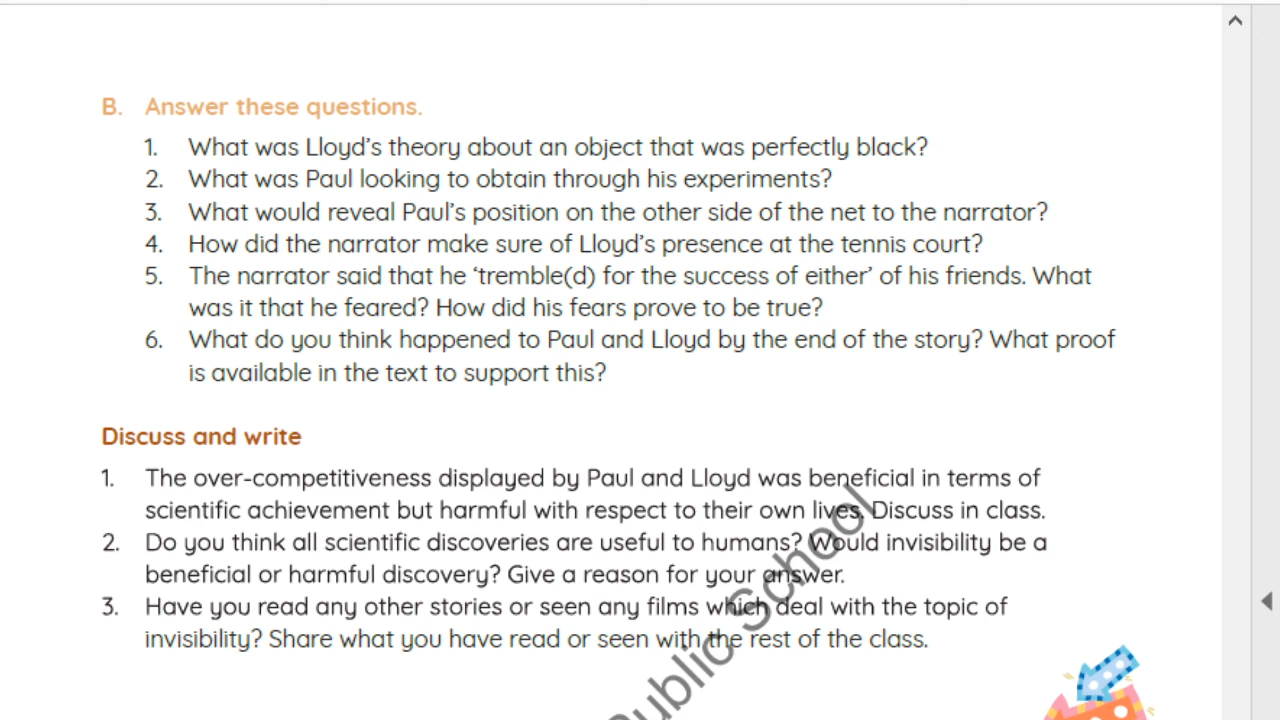 B. Answer these questions.
1. What was Lloyd’s theory about an object that was perfectly black?
2. What was Paul looking to obtain through his experiments?
3. What would reveal Paul’s position on the other side of the net to the narrator?
4. How did the narrator make sure of Lloyd’s presence at the tennis court?
5. The narrator said that he ‘tremble(d) for the success of either’ of his friends. What
was it that he feared? How did his fears prove to be true?
6. What do you think happened to Paul and Lloyd by the end of the story? What proof
is available in the text to support this?
Discuss and write
1. The over-competitiveness displayed by Paul and Lloyd was beneficial in terms of
scientific achievement but harmful with respect to their own lives. Discuss in class.
2. Do you think all scientific discoveries are useful to humans? Would invisibility be a
beneficial or harmful discovery? Give a reason for your answer.
3. Have you read any other stories or seen any films which deal with the topic of
invisibility? Share what you have read or seen with the rest of the class.
Public School